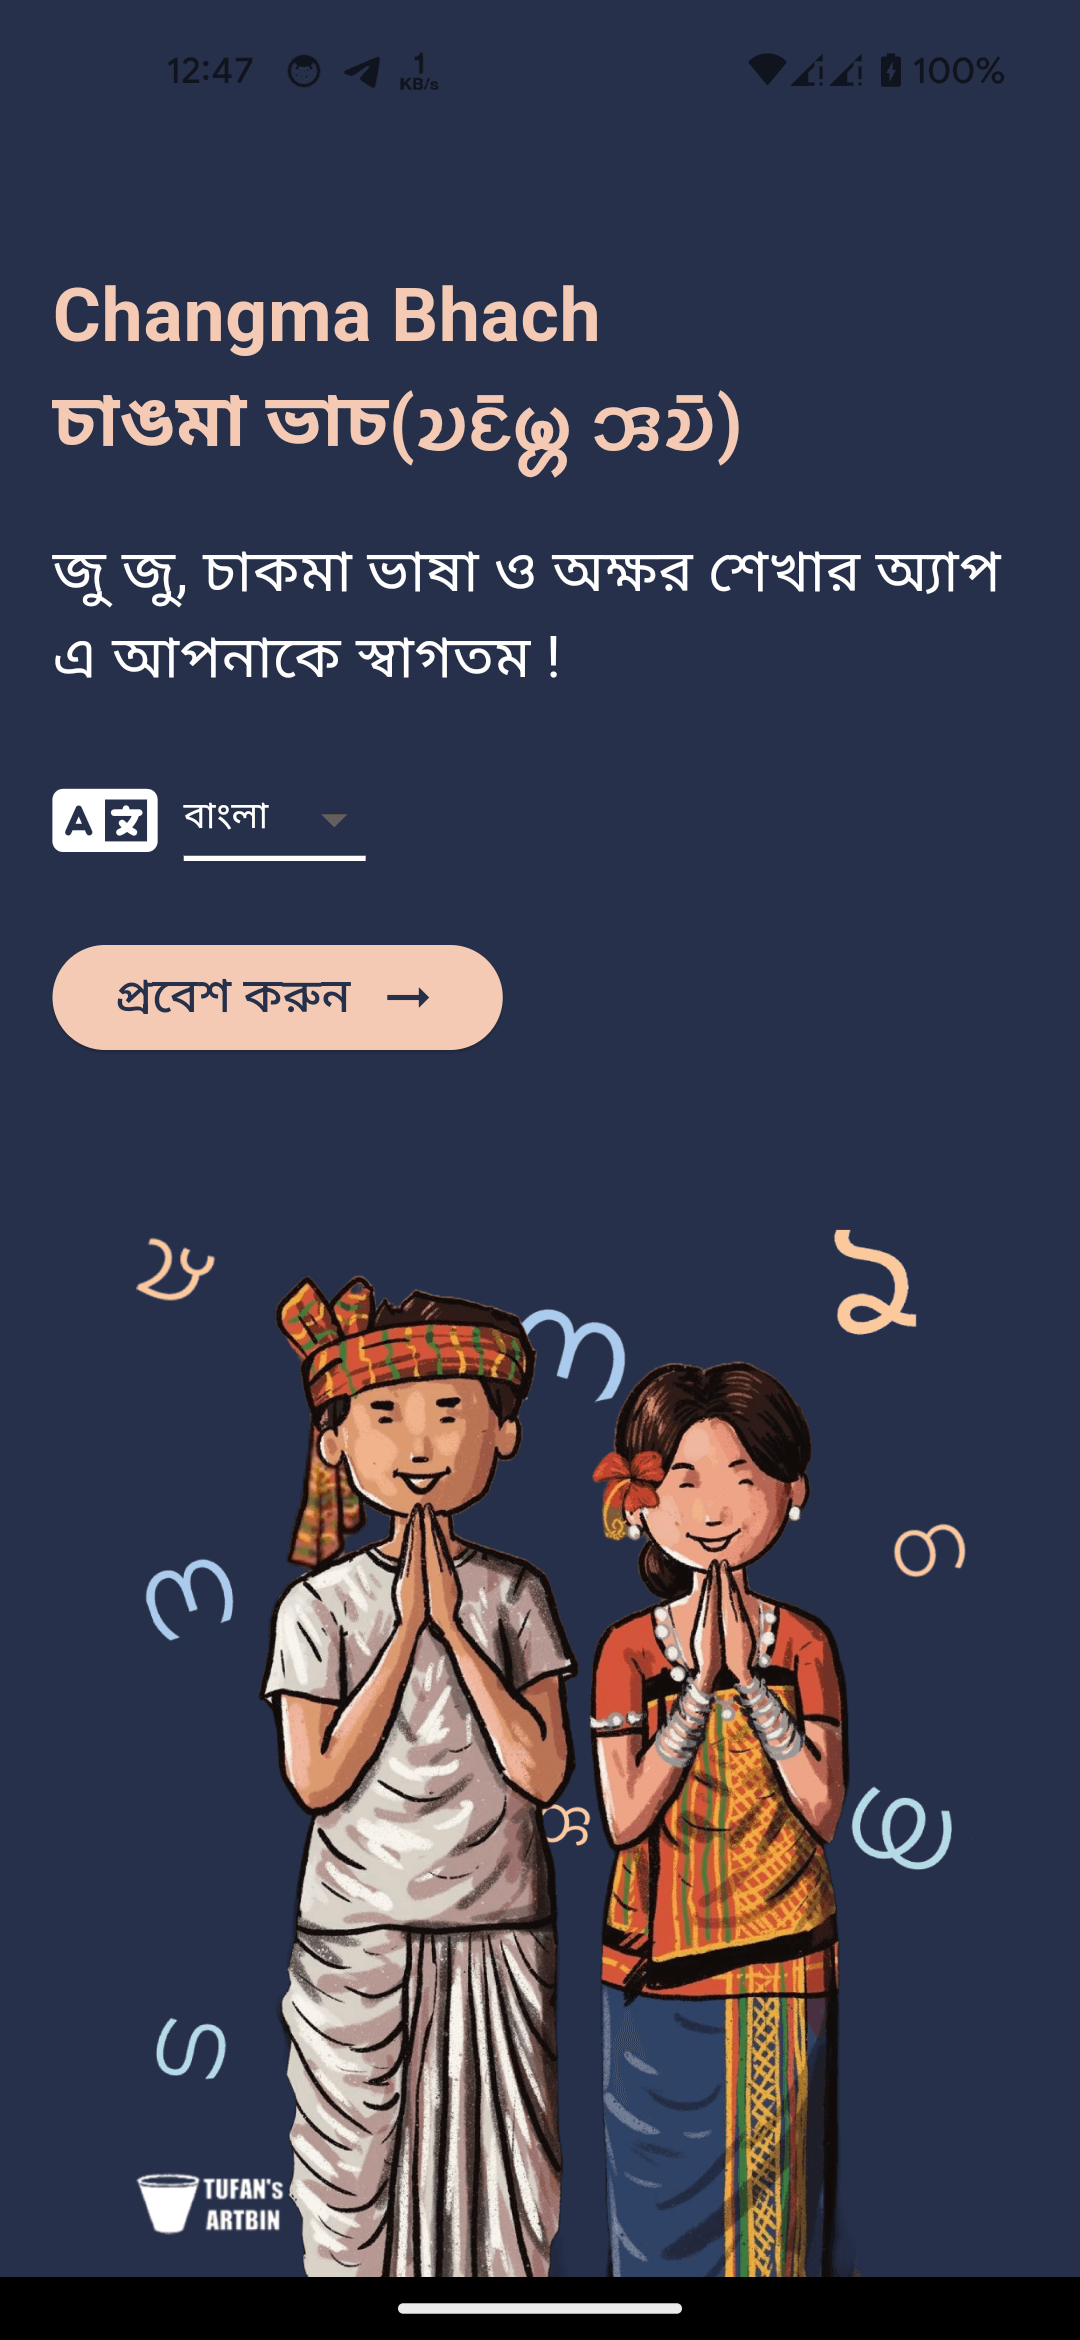 12:47 1 KB/s 100%
Changma Bhach
চাঙমা ভাচ(𑄌𑄋𑄴𑄟𑄳𑄦 𑄞𑄌𑄴)
জু জু, চাকমা ভাষা ও অক্ষর শেখার অ্যাপ
এ আপনাকে স্বাগতম !
A 文 বাংলা
প্রবেশ করুন →
TUFAN's
ARTBIN